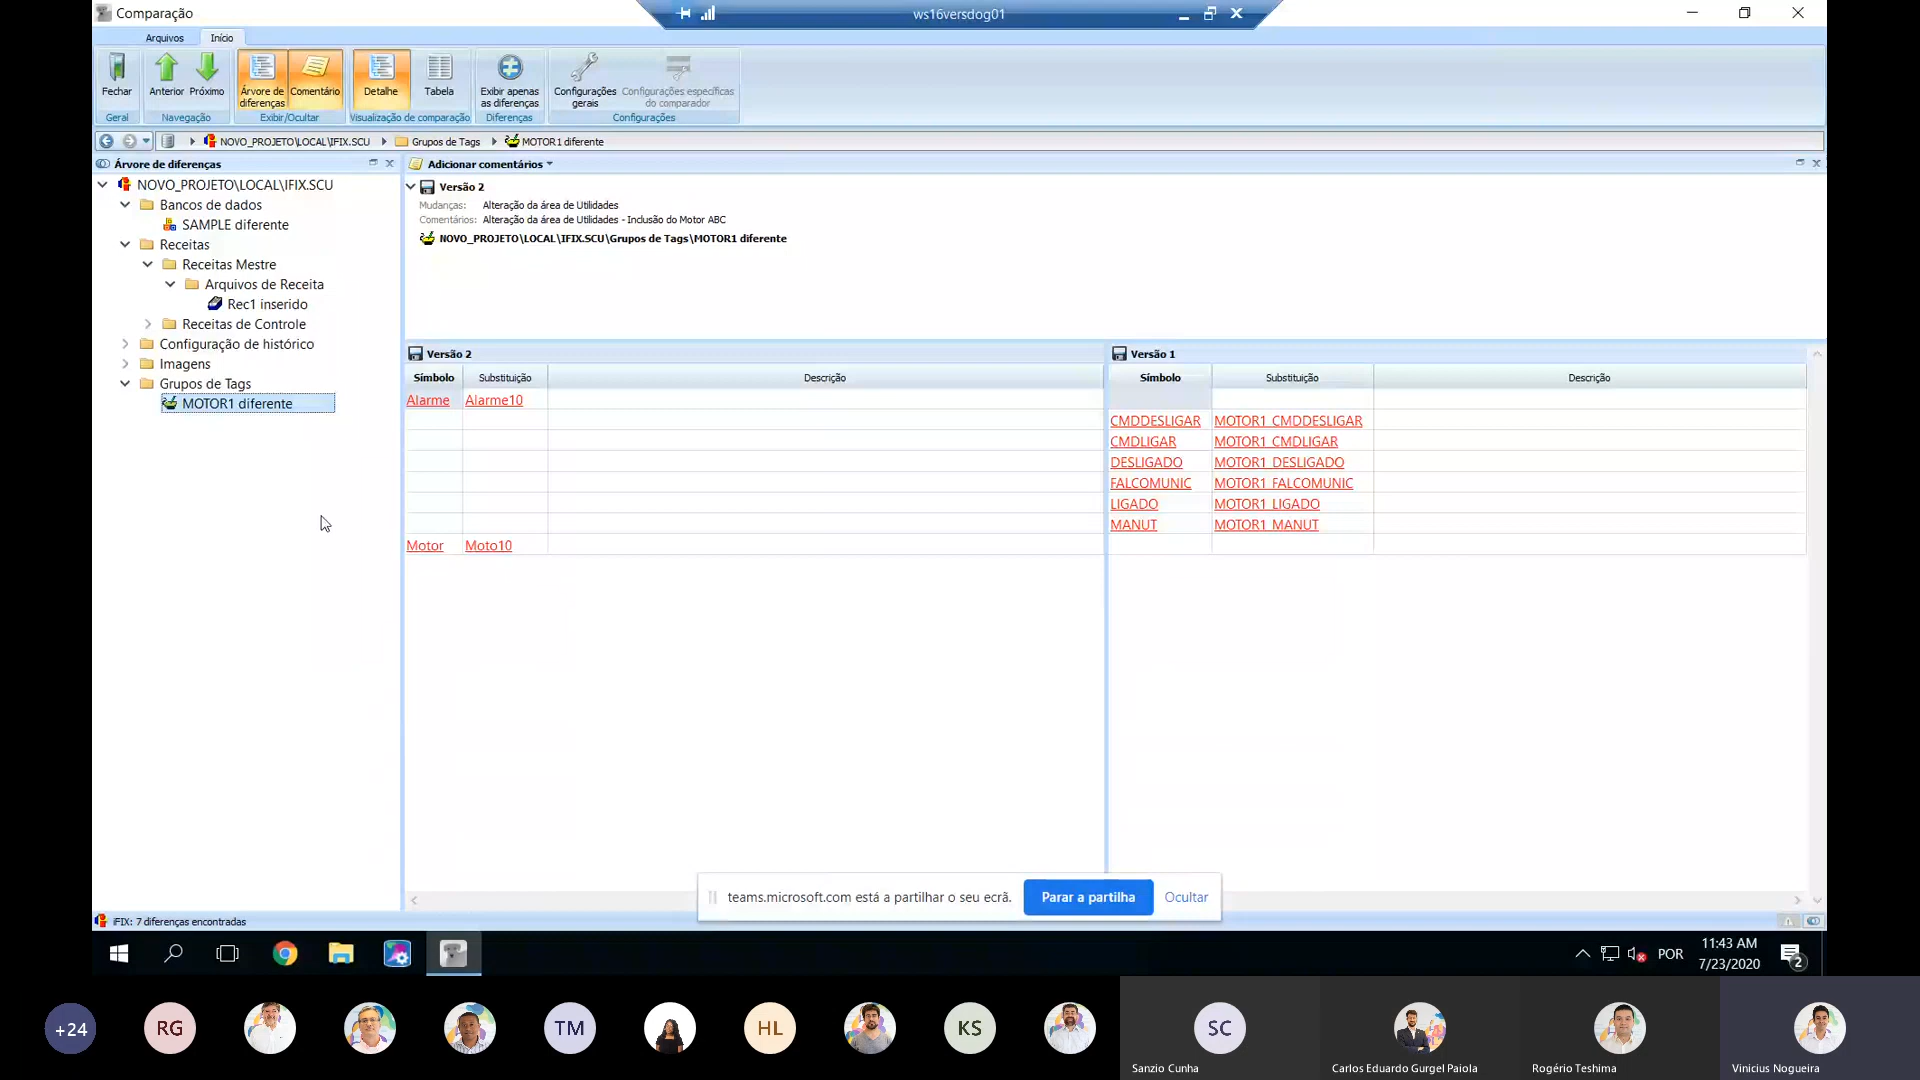 Comparação
ws16versdog01
Arquivos Início
Fechar Anterior Próximo Árvore de diferenças Comentário Detalhe Tabela Exibir apenas as diferenças Configurações gerais Configurações específicas do comparador
Geral Navegação Exibir/Ocultar Visualização de comparação Diferenças Configurações
NOVO_PROJETO\LOCAL\IFIX.SCU Grupos de Tags MOTOR1 diferente
Árvore de diferenças
NOVO_PROJETO\LOCAL\IFIX.SCU
Bancos de dados
SAMPLE diferente
Receitas
Receitas Mestre
Arquivos de Receita
Rec1 inserido
Receitas de Controle
Configuração de histórico
Imagens
Grupos de Tags
MOTOR1 diferente
Adicionar comentários
Versão 2
Mudanças: Alteração da área de Utilidades
Comentários: Alteração da área de Utilidades - Inclusão do Motor ABC
NOVO_PROJETO\LOCAL\IFIX.SCU\Grupos de Tags\MOTOR1 diferente
Versão 2
Símbolo Substituição Descrição
Alarme Alarme10
Motor Moto10
Versão 1
Símbolo Substituição Descrição
CMDDESLIGAR MOTOR1_CMDDESLIGAR
CMDLIGAR MOTOR1_CMDLIGAR
DESLIGADO MOTOR1_DESLIGADO
FALCOMUNIC MOTOR1_FALCOMUNIC
LIGADO MOTOR1_LIGADO
MANUT MOTOR1_MANUT
teams.microsoft.com está a partilhar o seu ecrã. Parar a partilha Ocultar
iFIX: 7 diferenças encontradas
POR
11:43 AM
7/23/2020
2
+24 RG TM HL KS SC
Sanzio Cunha Carlos Eduardo Gurgel Paiola Rogério Teshima Vinicius Nogueira